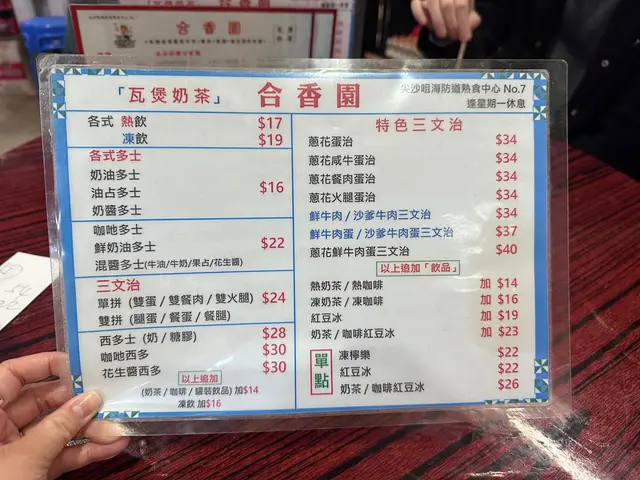 合香園
「瓦煲奶茶」 合香園
尖沙咀海防道熟食中心 No.7
逢星期一休息
各式 熱飲 $17
凍飲 $19
各式多士
奶油多士
油占多士 $16
奶醬多士
咖吔多士
鮮奶油多士 $22
混醬多士(牛油/牛奶/果占/花生醬)
三文治
單拼 (雙蛋 / 雙餐肉 / 雙火腿) $24
雙拼 (腿蛋 / 餐蛋 / 餐腿)
西多士 (奶 / 糖膠) $28
咖吔西多 $30
花生醬西多 $30
以上追加
(奶茶 / 咖啡 / 罐裝飲品) 加$14
凍飲 加$16
特色三文治
蔥花蛋治 $34
蔥花咸牛蛋治 $34
蔥花餐肉蛋治 $34
蔥花火腿蛋治 $34
鮮牛肉 / 沙爹牛肉三文治 $34
鮮牛肉蛋 / 沙爹牛肉蛋三文治 $37
蔥花鮮牛肉蛋三文治 $40
以上追加「飲品」
熱奶茶 / 熱咖啡 加 $14
凍奶茶 / 凍咖啡 加 $16
紅豆冰 加 $19
奶茶 / 咖啡紅豆冰 加 $23
單點
凍檸樂 $22
紅豆冰 $22
奶茶 / 咖啡紅豆冰 $26